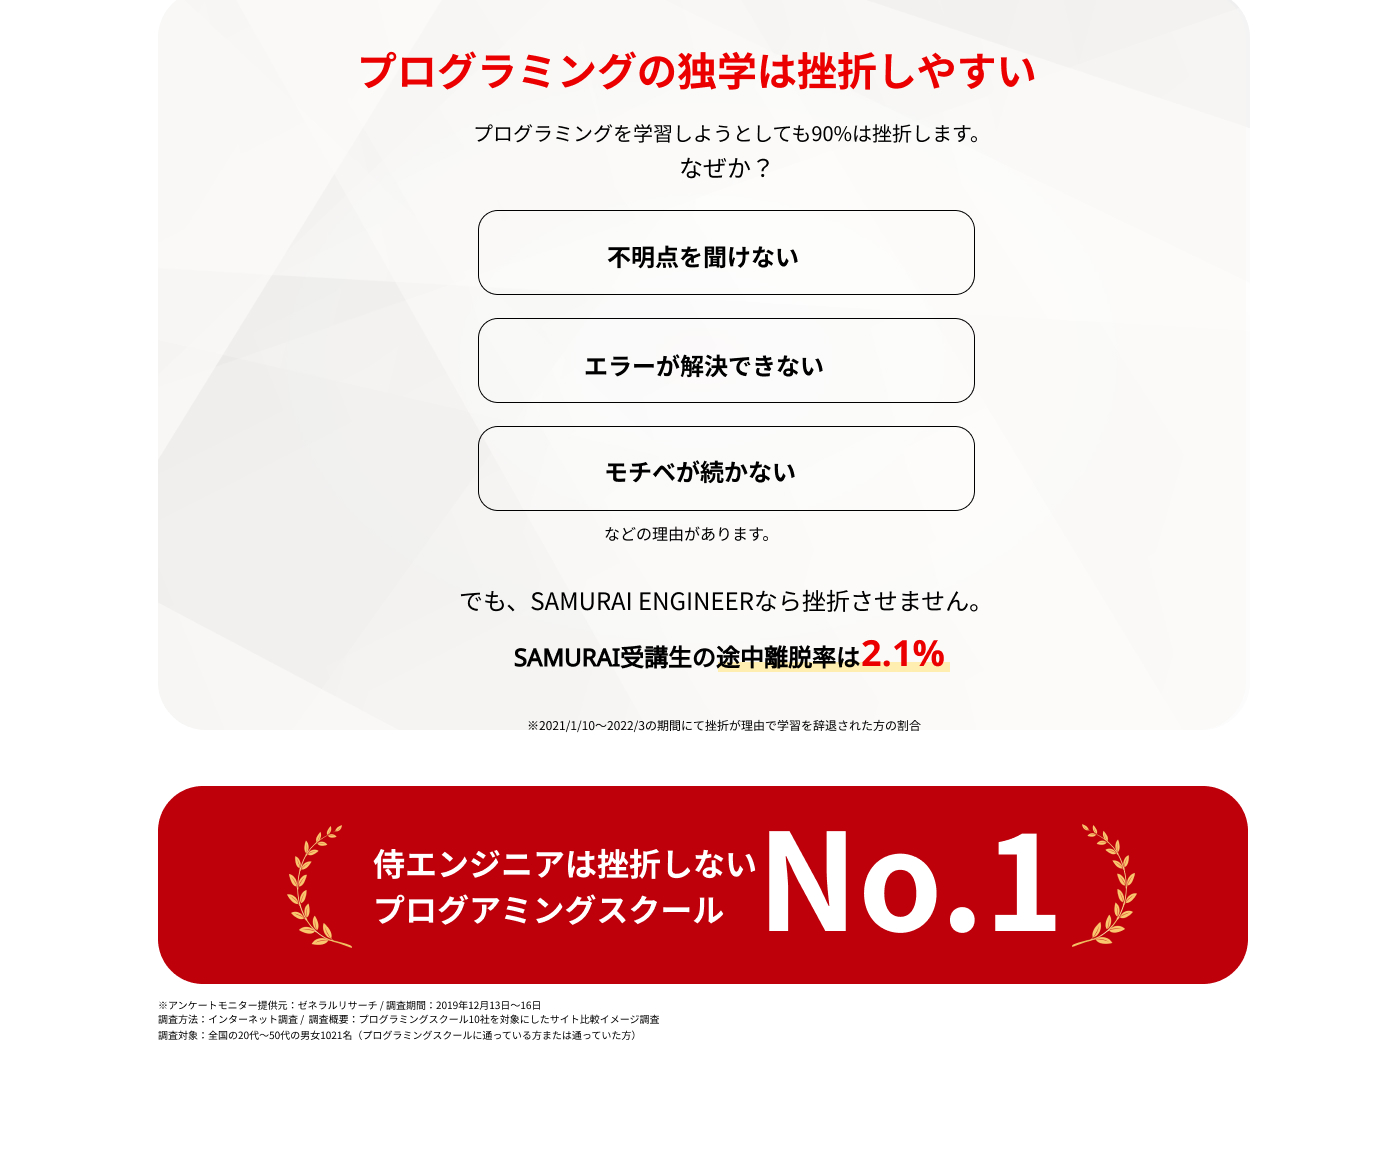 プログラミングの独学は挫折しやすい
プログラミングを学習しようとしても90%は挫折します。
なぜか？
不明点を聞けない
エラーが解決できない
モチベが続かない
などの理由があります。
でも、SAMURAI ENGINEERなら挫折させません。
SAMURAI受講生の途中離脱率は2.1%
※2021/1/10〜2022/3の期間にて挫折が理由で学習を辞退された方の割合
侍エンジニアは挫折しない
プログアミングスクール
No.1
※アンケートモニター提供元：ゼネラルリサーチ / 調査期間：2019年12月13日〜16日
調査方法：インターネット調査 / 調査概要：プログラミングスクール10社を対象にしたサイト比較イメージ調査
調査対象：全国の20代〜50代の男女1021名（プログラミングスクールに通っている方または通っていた方）